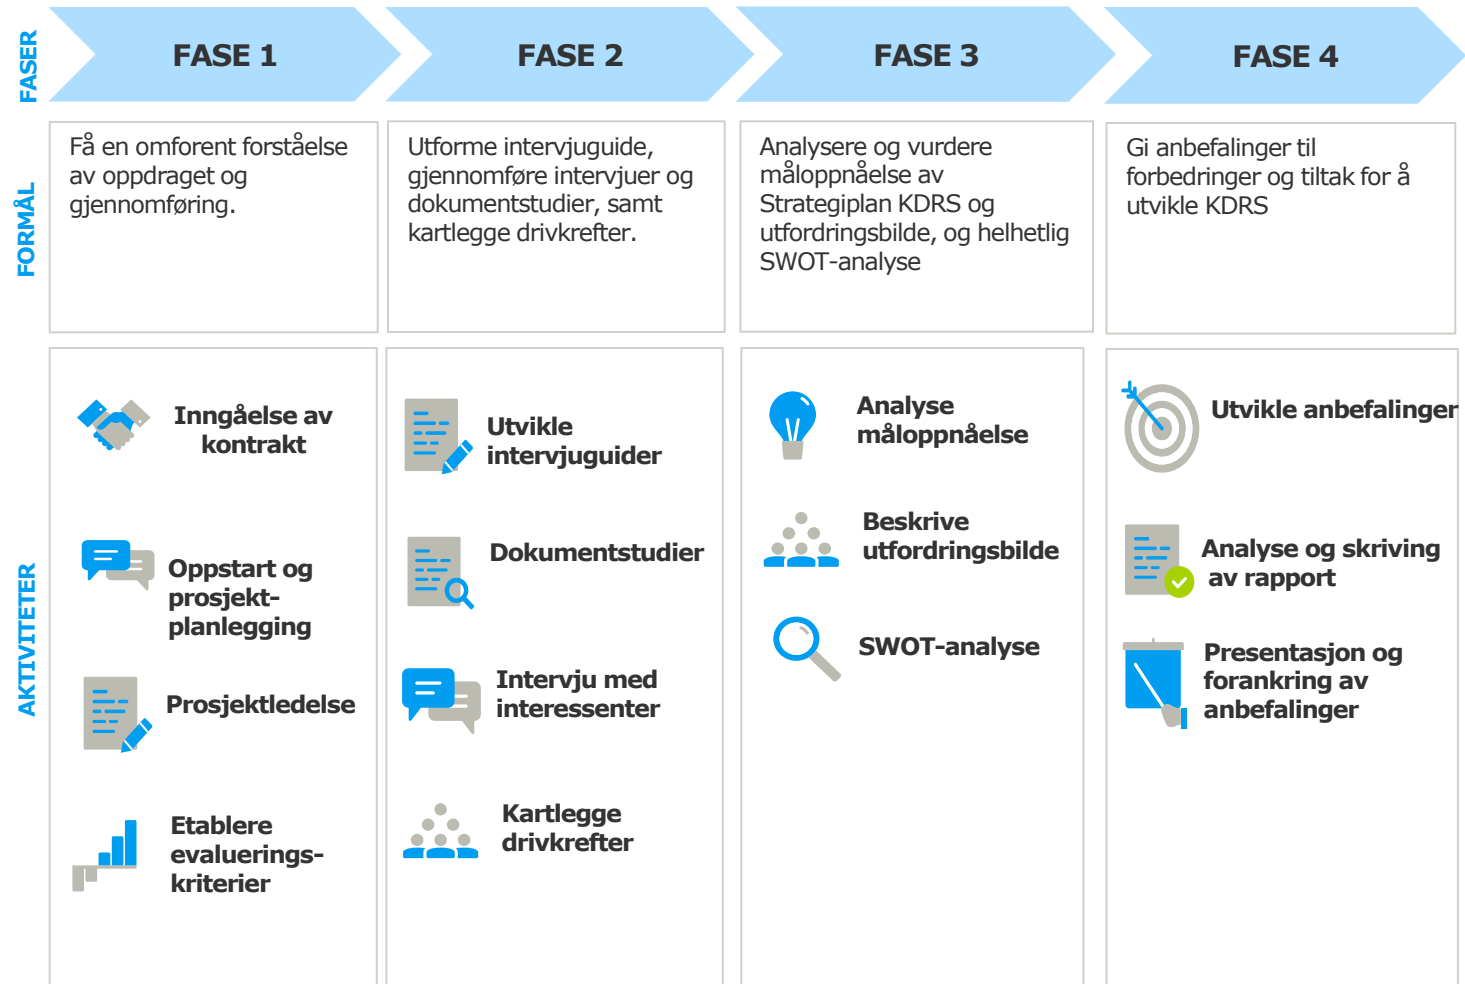 FASER
FASE 1
FASE 2
FASE 3
FASE 4
FORMÅL
Få en omforent forståelse
av oppdraget og
gjennomføring.
Utforme intervjuguide,
gjennomføre intervjuer og
dokumentstudier, samt
kartlegge drivkrefter.
Analysere og vurdere
måloppnåelse av
Strategiplan KDRS og
utfordringsbilde, og helhetlig
SWOT-analyse
Gi anbefalinger til
forbedringer og tiltak for å
utvikle KDRS
AKTIVITETER
Inngåelse av
kontrakt
Oppstart og
prosjekt-
planlegging
Prosjektledelse
Etablere
evaluerings-
kriterier
Utvikle
intervjuguider
Dokumentstudier
Intervju med
interessenter
Kartlegge
drivkrefter
Analyse
måloppnåelse
Beskrive
utfordringsbilde
SWOT-analyse
Utvikle anbefalinger
Analyse og skriving
av rapport
Presentasjon og
forankring av
anbefalinger